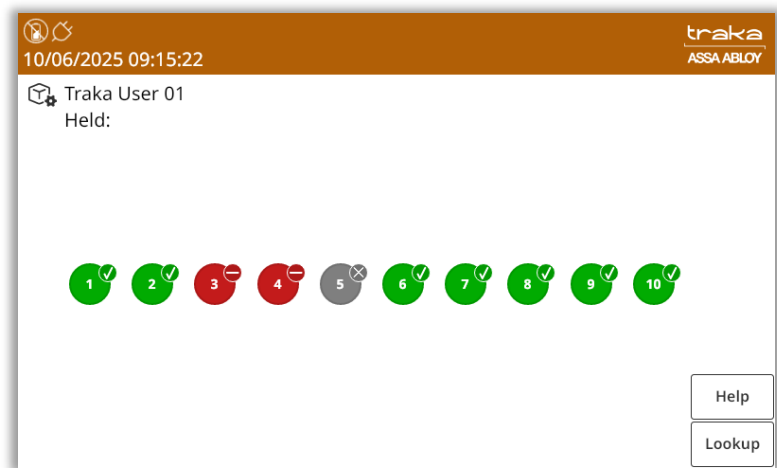 traka
10/06/2025 09:15:22
ASSA ABLOY
Traka User 01
Held:
1 2 3 4 5 6 7 8 9 10
Help
Lookup